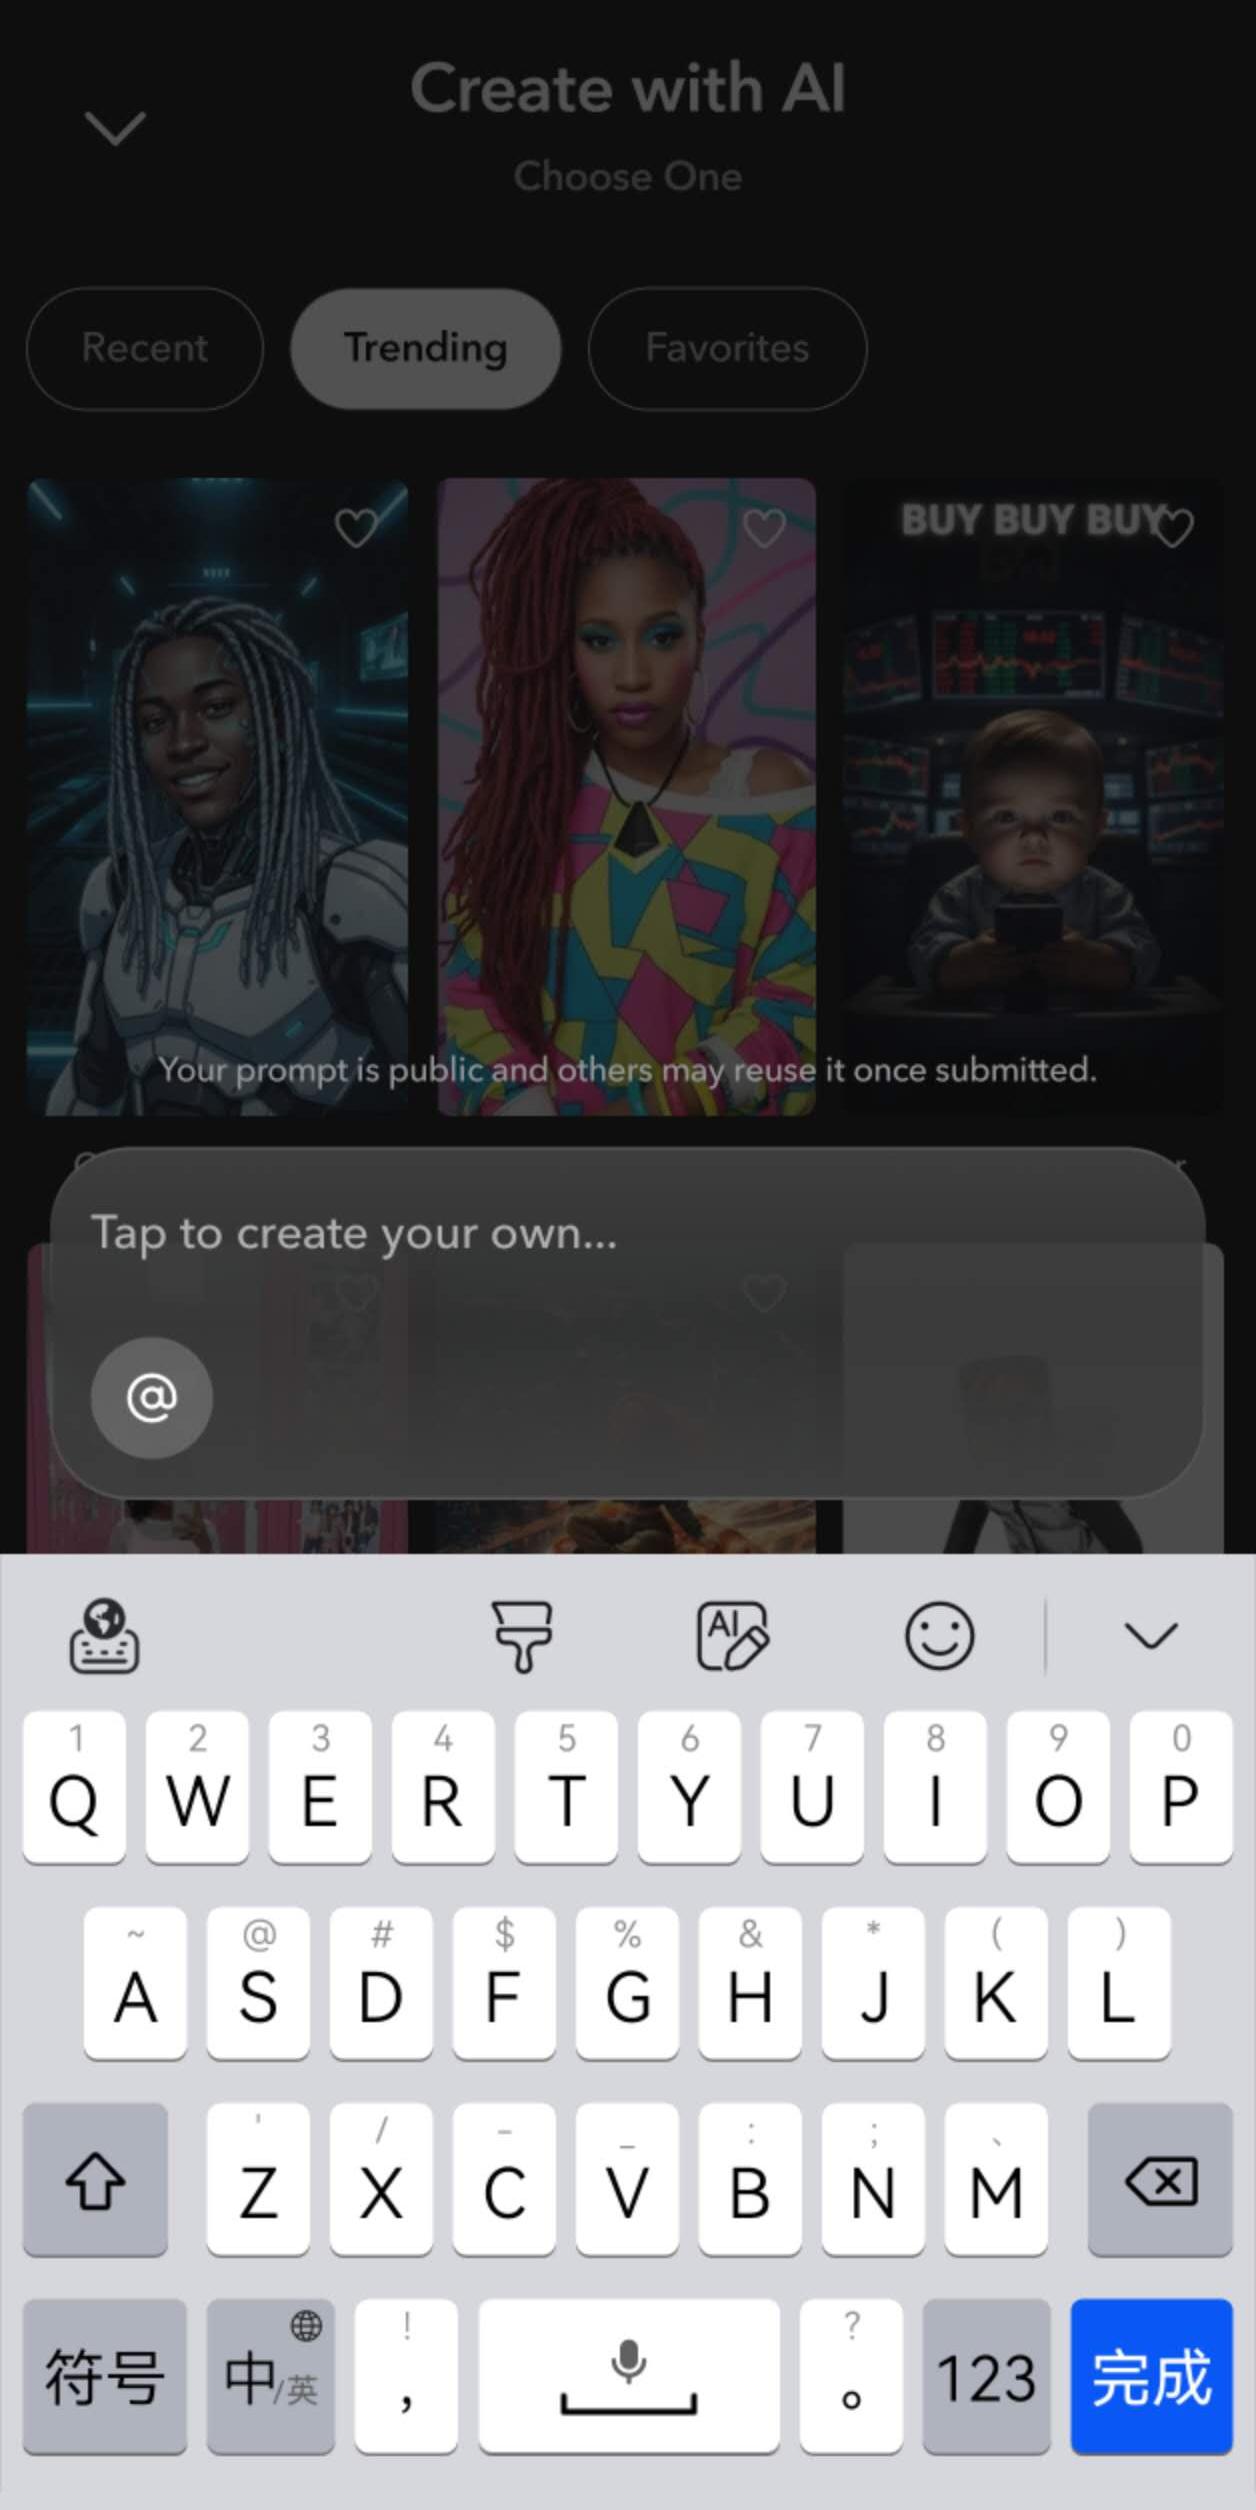 Create with AI
Choose One
Recent
Trending
Favorites
BUY BUY BUY
Your prompt is public and others may reuse it once submitted.
Tap to create your own...
@
AI
1 2 3 4 5 6 7 8 9 0
Q W E R T Y U I O P
~ @ # $ % & * ( )
A S D F G H J K L
' / - _ : ; 、
Z X C V B N M
! ?
符号 中/英 , 。 123 完成